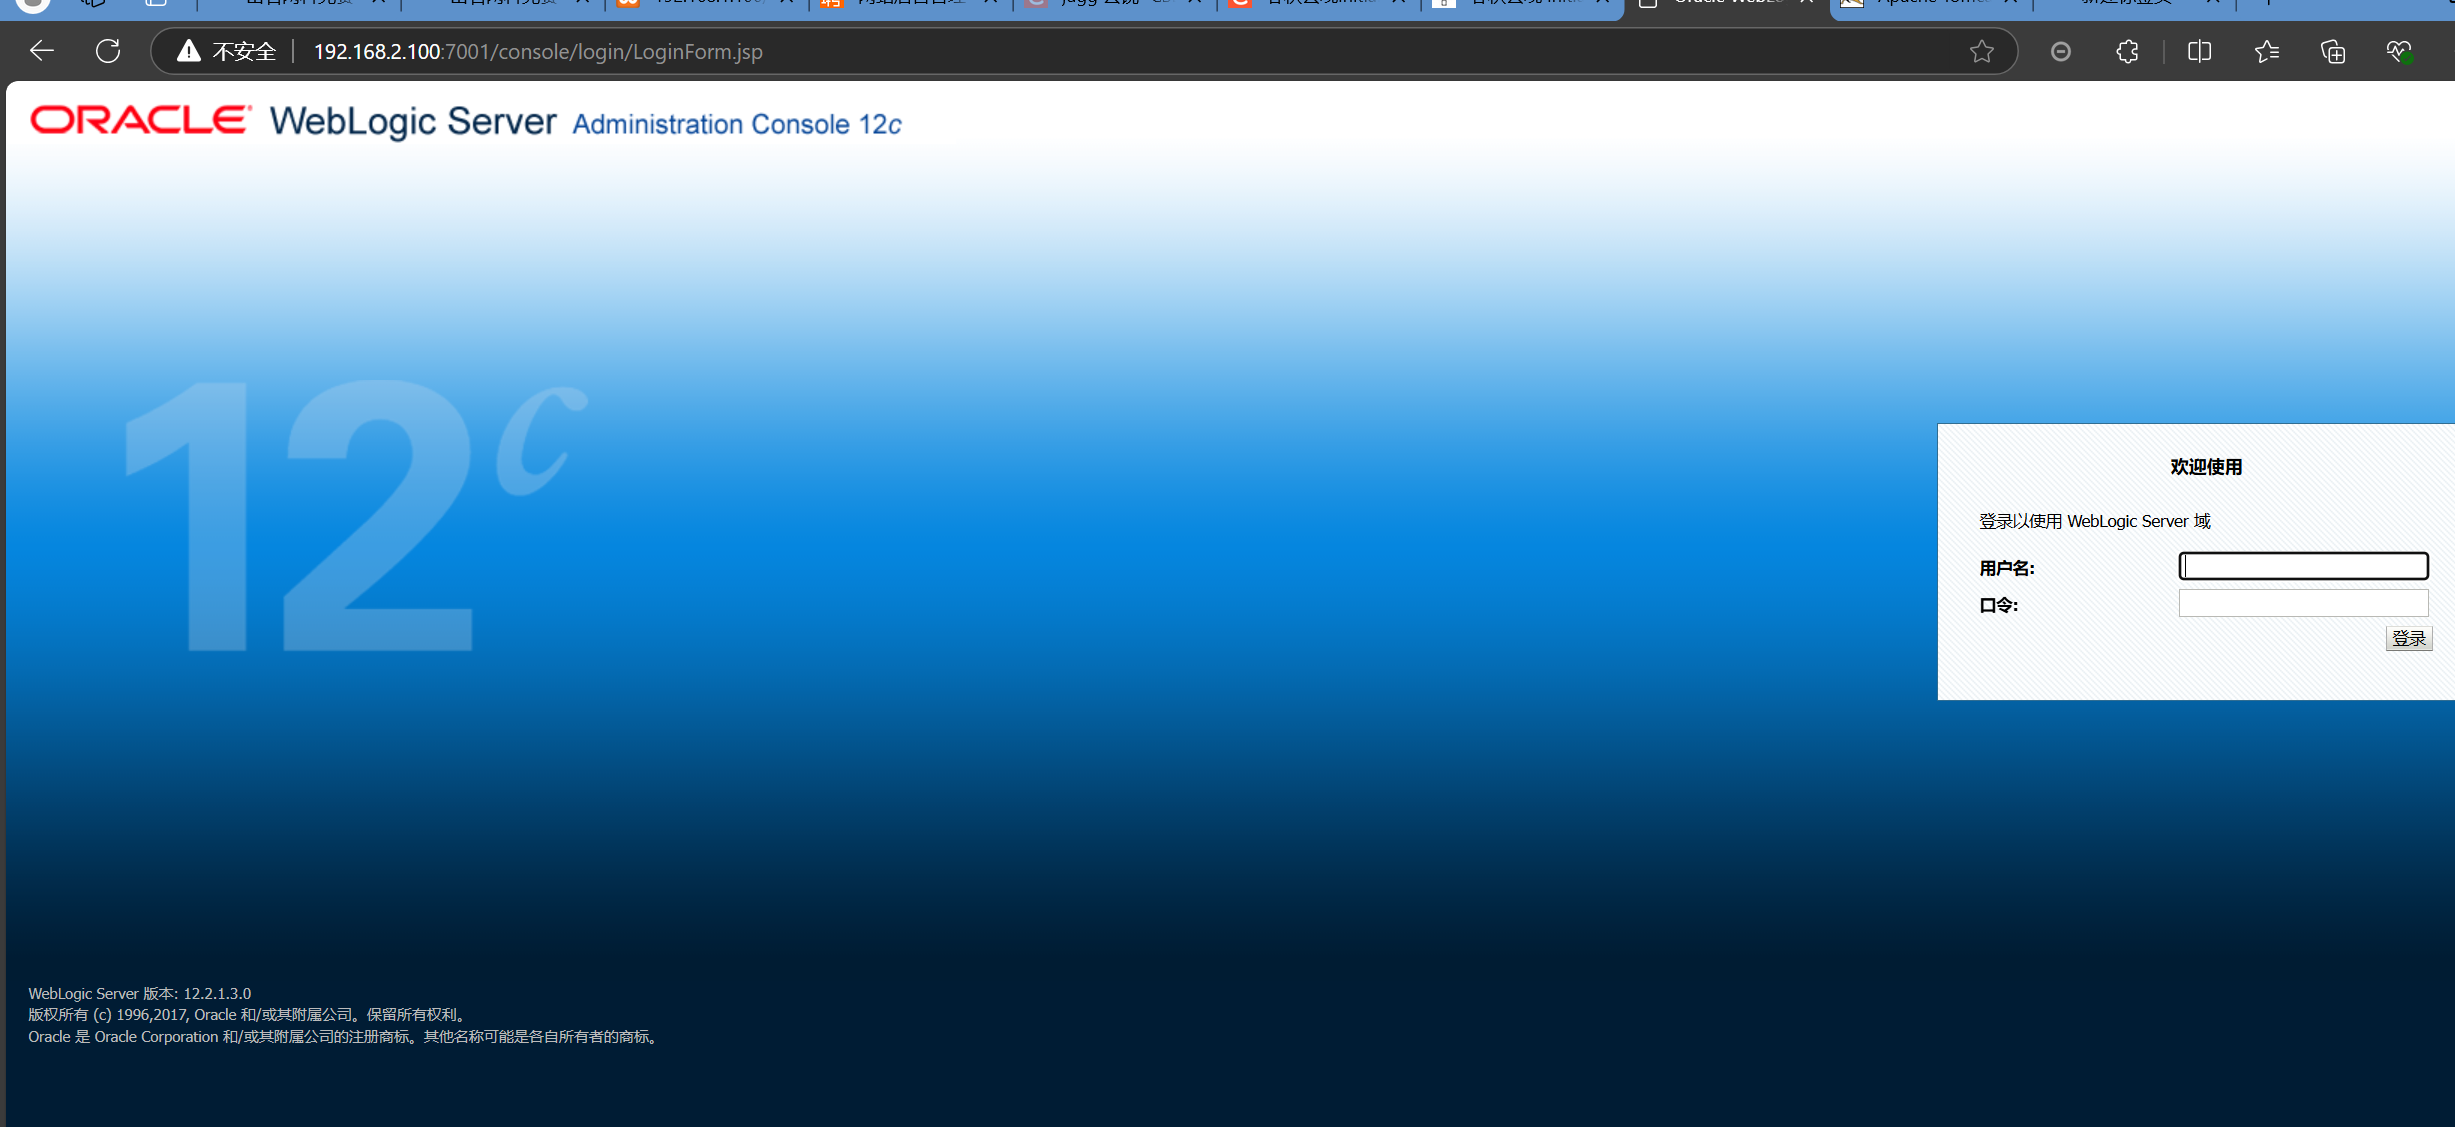 不安全 192.168.2.100:7001/console/login/LoginForm.jsp
ORACLE WebLogic Server Administration Console 12c
12c
欢迎使用
登录以使用 WebLogic Server 域
用户名:
口令:
登录
WebLogic Server 版本: 12.2.1.3.0
版权所有 (c) 1996,2017, Oracle 和/或其附属公司。保留所有权利。
Oracle 是 Oracle Corporation 和/或其附属公司的注册商标。其他名称可能是各自所有者的商标。